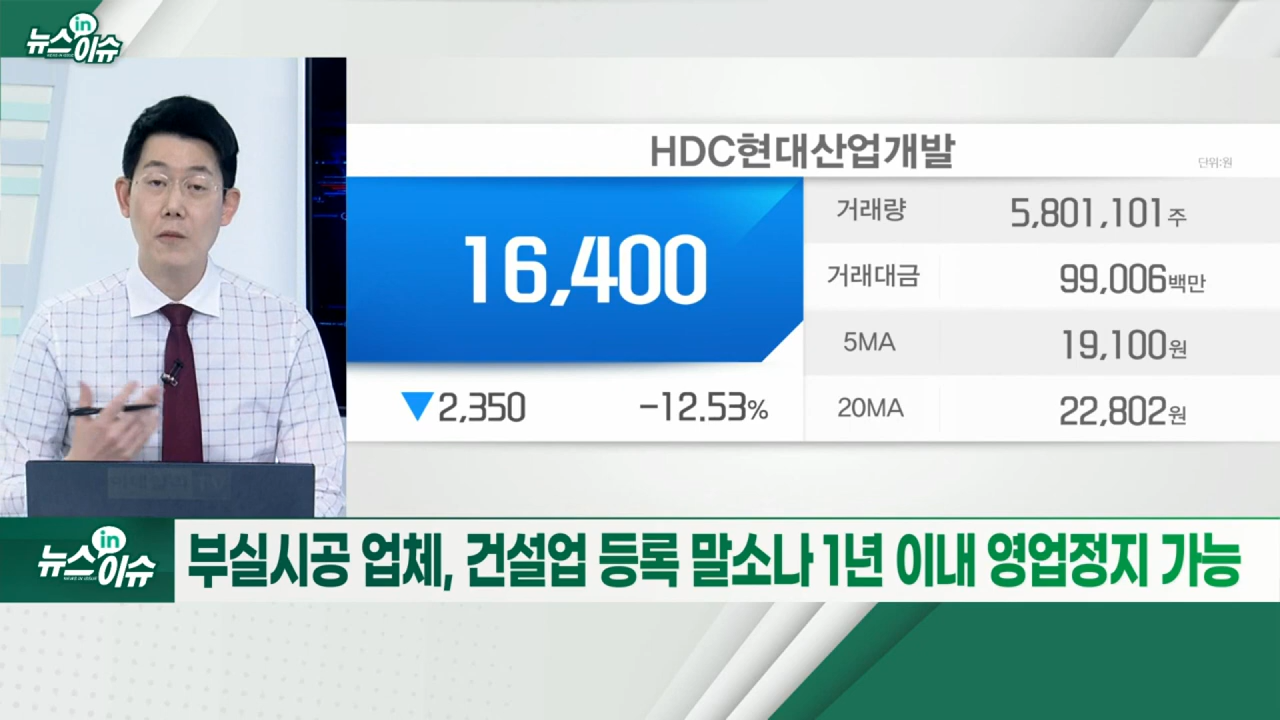 뉴스in이슈
HDC현대산업개발
단위:원
16,400
▼2,350 -12.53%
거래량 5,801,101주
거래대금 99,006백만
5MA 19,100원
20MA 22,802원
뉴스in이슈
NEWS IN ISSUE
부실시공 업체, 건설업 등록 말소나 1년 이내 영업정지 가능